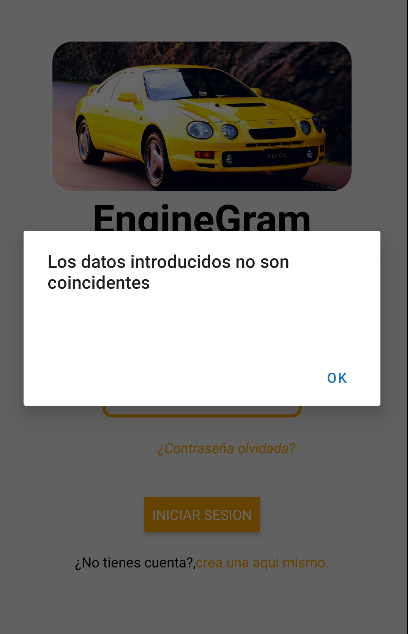 EngineGram
Los datos introducidos no son
coincidentes
OK
¿Contraseña olvidada?
INICIAR SESION
¿No tienes cuenta?,crea una aqui mismo.